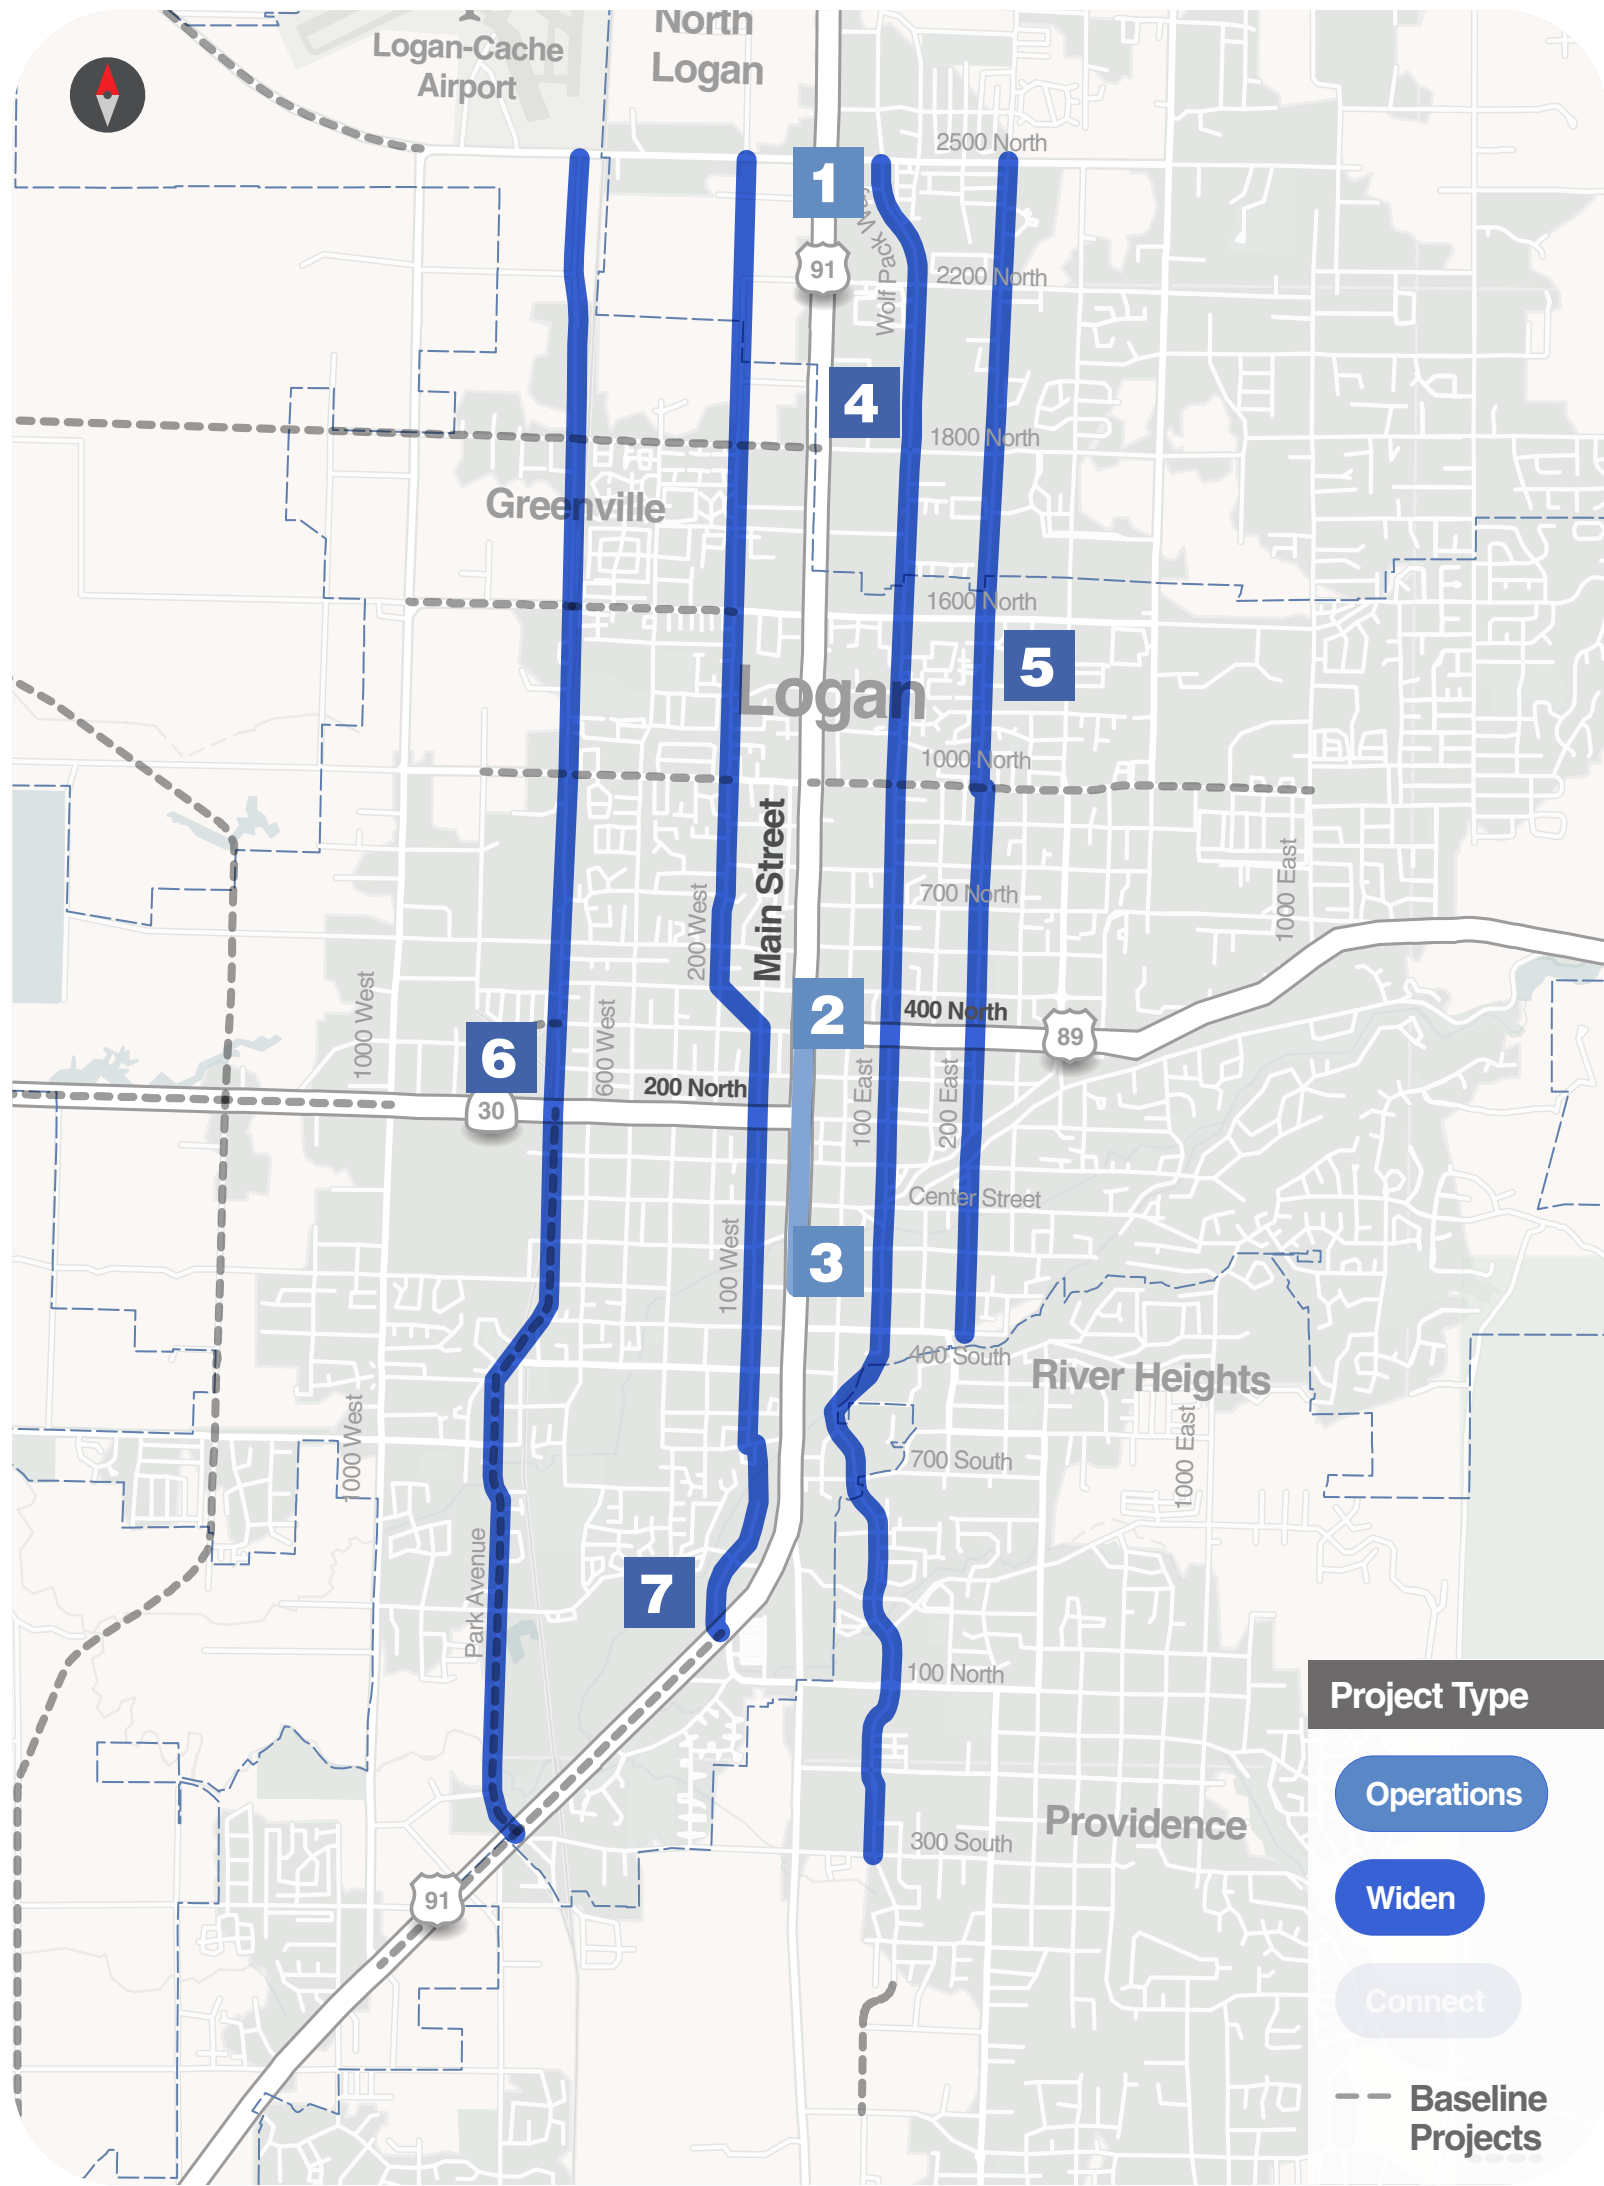 North
Logan
Logan-Cache
Airport
2500 North
1
Wolf Pack Way
91
2200 North
4
1800 North
Greenville
1600 North
5
Logan
1000 North
Main Street
700 North
200 West
1000 East
1000 West
600 West
2
400 North
89
6
200 North
30
100 East
200 East
Center Street
100 West
3
400 South
River Heights
1000 West
1000 East
700 South
Park Avenue
7
100 North
Providence
300 South
91
Project Type
Operations
Widen
Connect
Baseline
Projects